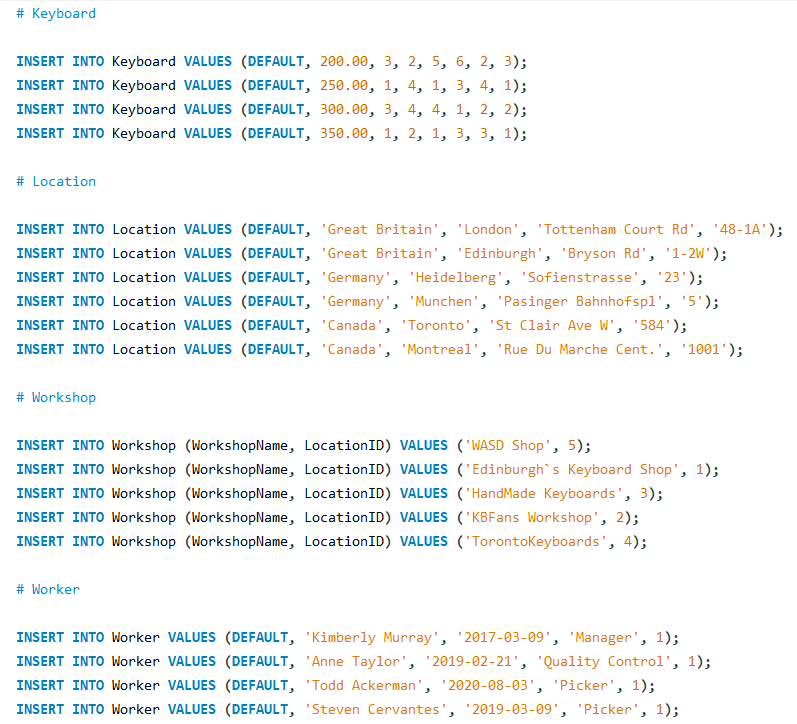 # Keyboard
INSERT INTO Keyboard VALUES (DEFAULT, 200.00, 3, 2, 5, 6, 2, 3);
INSERT INTO Keyboard VALUES (DEFAULT, 250.00, 1, 4, 1, 3, 4, 1);
INSERT INTO Keyboard VALUES (DEFAULT, 300.00, 3, 4, 4, 1, 2, 2);
INSERT INTO Keyboard VALUES (DEFAULT, 350.00, 1, 2, 1, 3, 3, 1);
# Location
INSERT INTO Location VALUES (DEFAULT, 'Great Britain', 'London', 'Tottenham Court Rd', '48-1A');
INSERT INTO Location VALUES (DEFAULT, 'Great Britain', 'Edinburgh', 'Bryson Rd', '1-2W');
INSERT INTO Location VALUES (DEFAULT, 'Germany', 'Heidelberg', 'Sofienstrasse', '23');
INSERT INTO Location VALUES (DEFAULT, 'Germany', 'Munchen', 'Pasinger Bahnhofspl', '5');
INSERT INTO Location VALUES (DEFAULT, 'Canada', 'Toronto', 'St Clair Ave W', '584');
INSERT INTO Location VALUES (DEFAULT, 'Canada', 'Montreal', 'Rue Du Marche Cent.', '1001');
# Workshop
INSERT INTO Workshop (WorkshopName, LocationID) VALUES ('WASD Shop', 5);
INSERT INTO Workshop (WorkshopName, LocationID) VALUES ('Edinburgh`s Keyboard Shop', 1);
INSERT INTO Workshop (WorkshopName, LocationID) VALUES ('HandMade Keyboards', 3);
INSERT INTO Workshop (WorkshopName, LocationID) VALUES ('KBFans Workshop', 2);
INSERT INTO Workshop (WorkshopName, LocationID) VALUES ('TorontoKeyboards', 4);
# Worker
INSERT INTO Worker VALUES (DEFAULT, 'Kimberly Murray', '2017-03-09', 'Manager', 1);
INSERT INTO Worker VALUES (DEFAULT, 'Anne Taylor', '2019-02-21', 'Quality Control', 1);
INSERT INTO Worker VALUES (DEFAULT, 'Todd Ackerman', '2020-08-03', 'Picker', 1);
INSERT INTO Worker VALUES (DEFAULT, 'Steven Cervantes', '2019-03-09', 'Picker', 1);